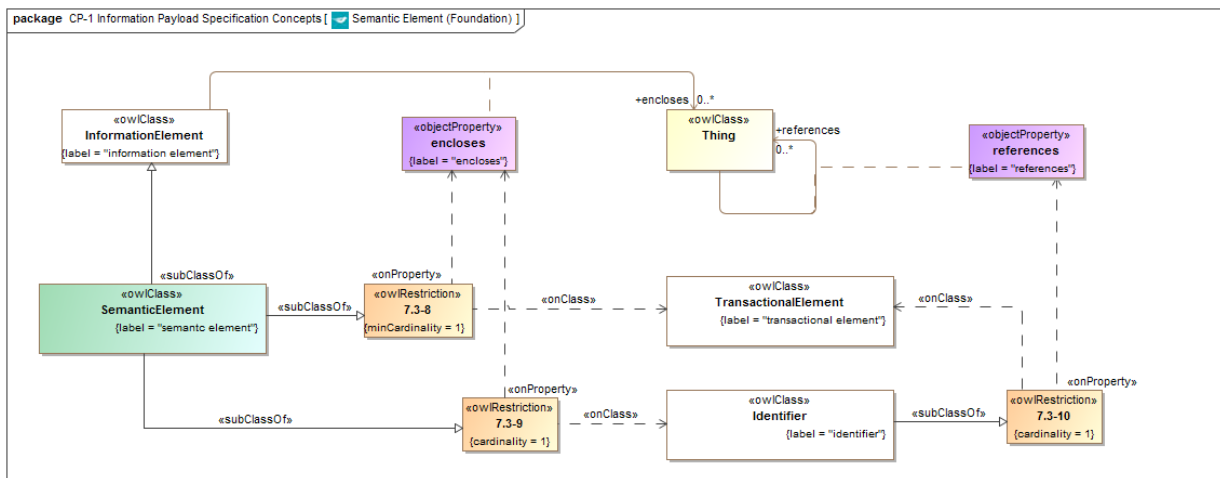 package CP-1 Information Payload Specification Concepts [ Semantic Element (Foundation) ]
+encloses 0..*
«owlClass»
InformationElement
{label = "information element"}
«objectProperty»
encloses
{label = "encloses"}
«owlClass»
Thing
+references
0..*
«objectProperty»
references
{label = "references"}
«subClassOf»
«onProperty»
«owlClass»
SemanticElement
{label = "semantc element"}
«subClassOf»
«owlRestriction»
7.3-8
{minCardinality = 1}
«onClass»
«owlClass»
TransactionalElement
{label = "transactional element"}
«onClass»
«onProperty»
«onProperty»
«subClassOf»
«owlRestriction»
7.3-9
{cardinality = 1}
«onClass»
«owlClass»
Identifier
{label = "identifier"}
«subClassOf»
«owlRestriction»
7.3-10
{cardinality = 1}